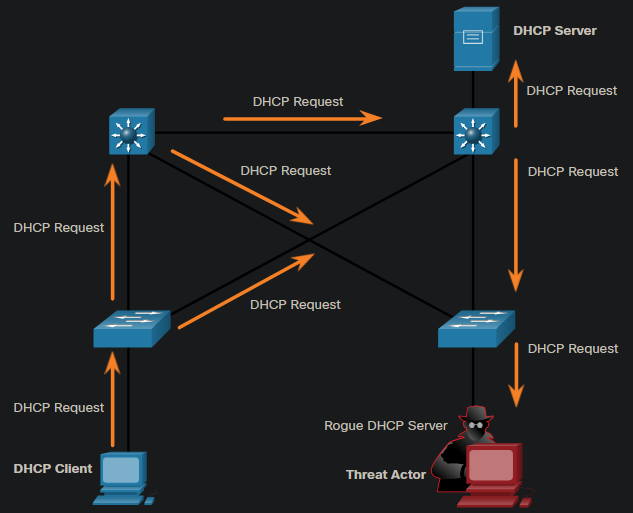 DHCP Server
DHCP Request
DHCP Request
DHCP Request
DHCP Request
DHCP Request
DHCP Request
DHCP Request
DHCP Request
Rogue DHCP Server
DHCP Client
Threat Actor